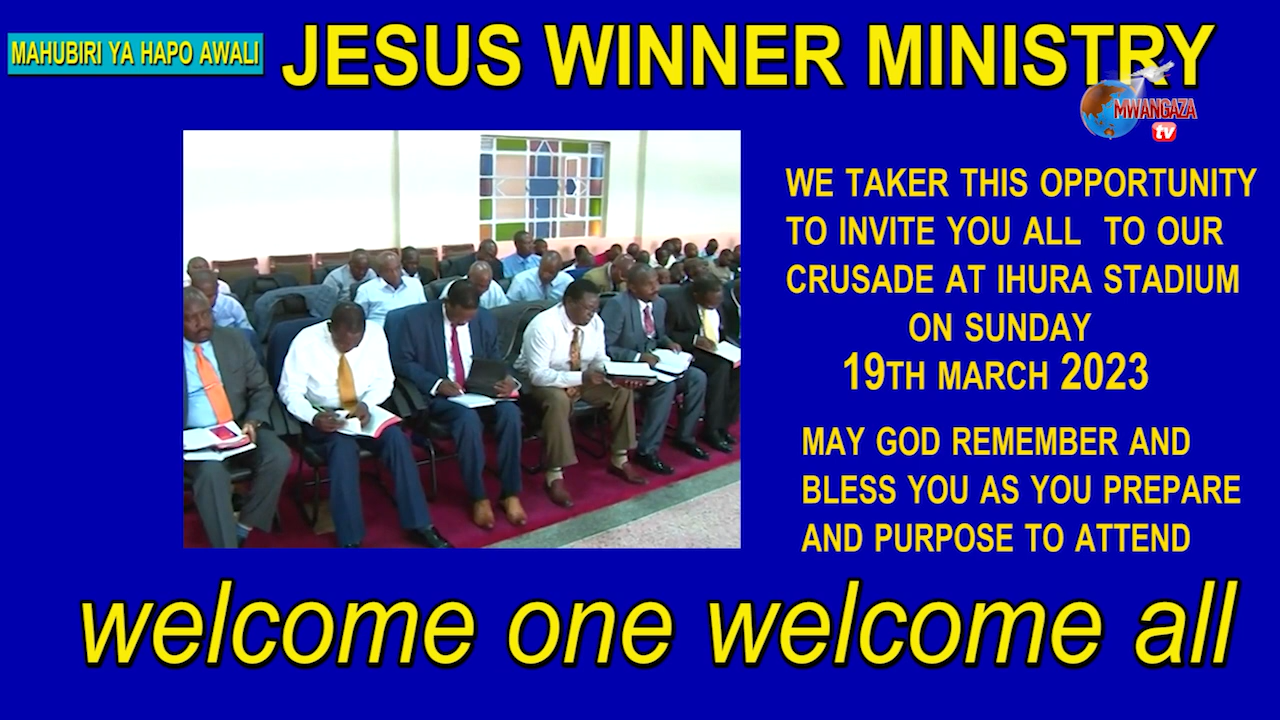 MAHUBIRI YA HAPO AWALI
JESUS WINNER MINISTRY
MWANGAZA
tv
WE TAKER THIS OPPORTUNITY
TO INVITE YOU ALL TO OUR
CRUSADE AT IHURA STADIUM
ON SUNDAY
19TH MARCH 2023
MAY GOD REMEMBER AND
BLESS YOU AS YOU PREPARE
AND PURPOSE TO ATTEND
welcome one welcome all